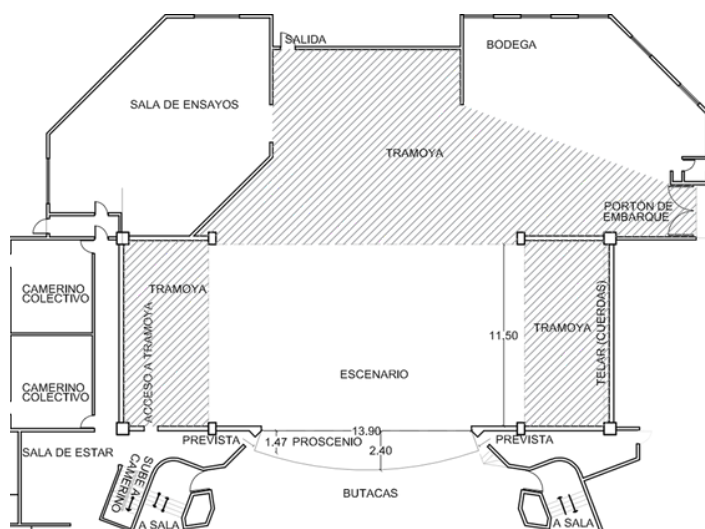 SALIDA
BODEGA
SALA DE ENSAYOS
TRAMOYA
PORTÓN DE
EMBARQUE
CAMERINO
COLECTIVO
TRAMOYA
ACCESO A TRAMOYA
11,50
TRAMOYA
TELAR (CUERDAS)
CAMERINO
COLECTIVO
ESCENARIO
13.90
PREVISTA
1,47
PROSCENIO
2.40
PREVISTA
SALA DE ESTAR
SUBE A
CAMERINO
BUTACAS
A SALA
A SALA